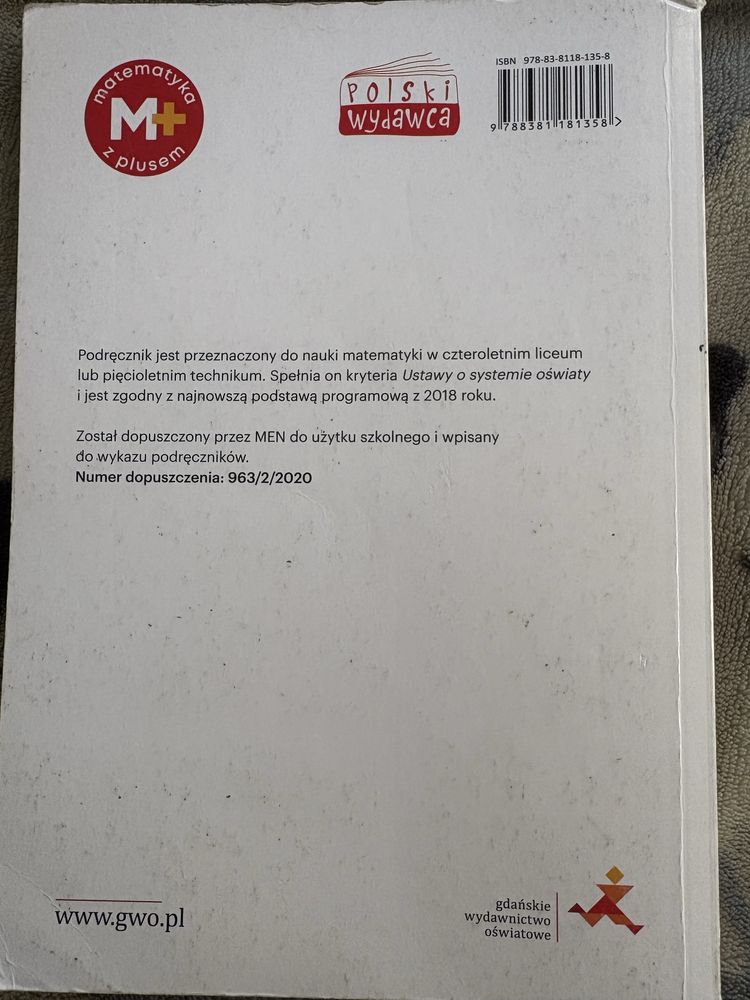 matematyka
M+
z plusem
POLSKI
WYDAWCA
ISBN 978-83-8118-135-8
9 788381 181358 >
Podręcznik jest przeznaczony do nauki matematyki w czteroletnim liceum
lub pięcioletnim technikum. Spełnia on kryteria Ustawy o systemie oświaty
i jest zgodny z najnowszą podstawą programową z 2018 roku.
Został dopuszczony przez MEN do użytku szkolnego i wpisany
do wykazu podręczników.
Numer dopuszczenia: 963/2/2020
www.gwo.pl
gdańskie
wydawnictwo
oświatowe